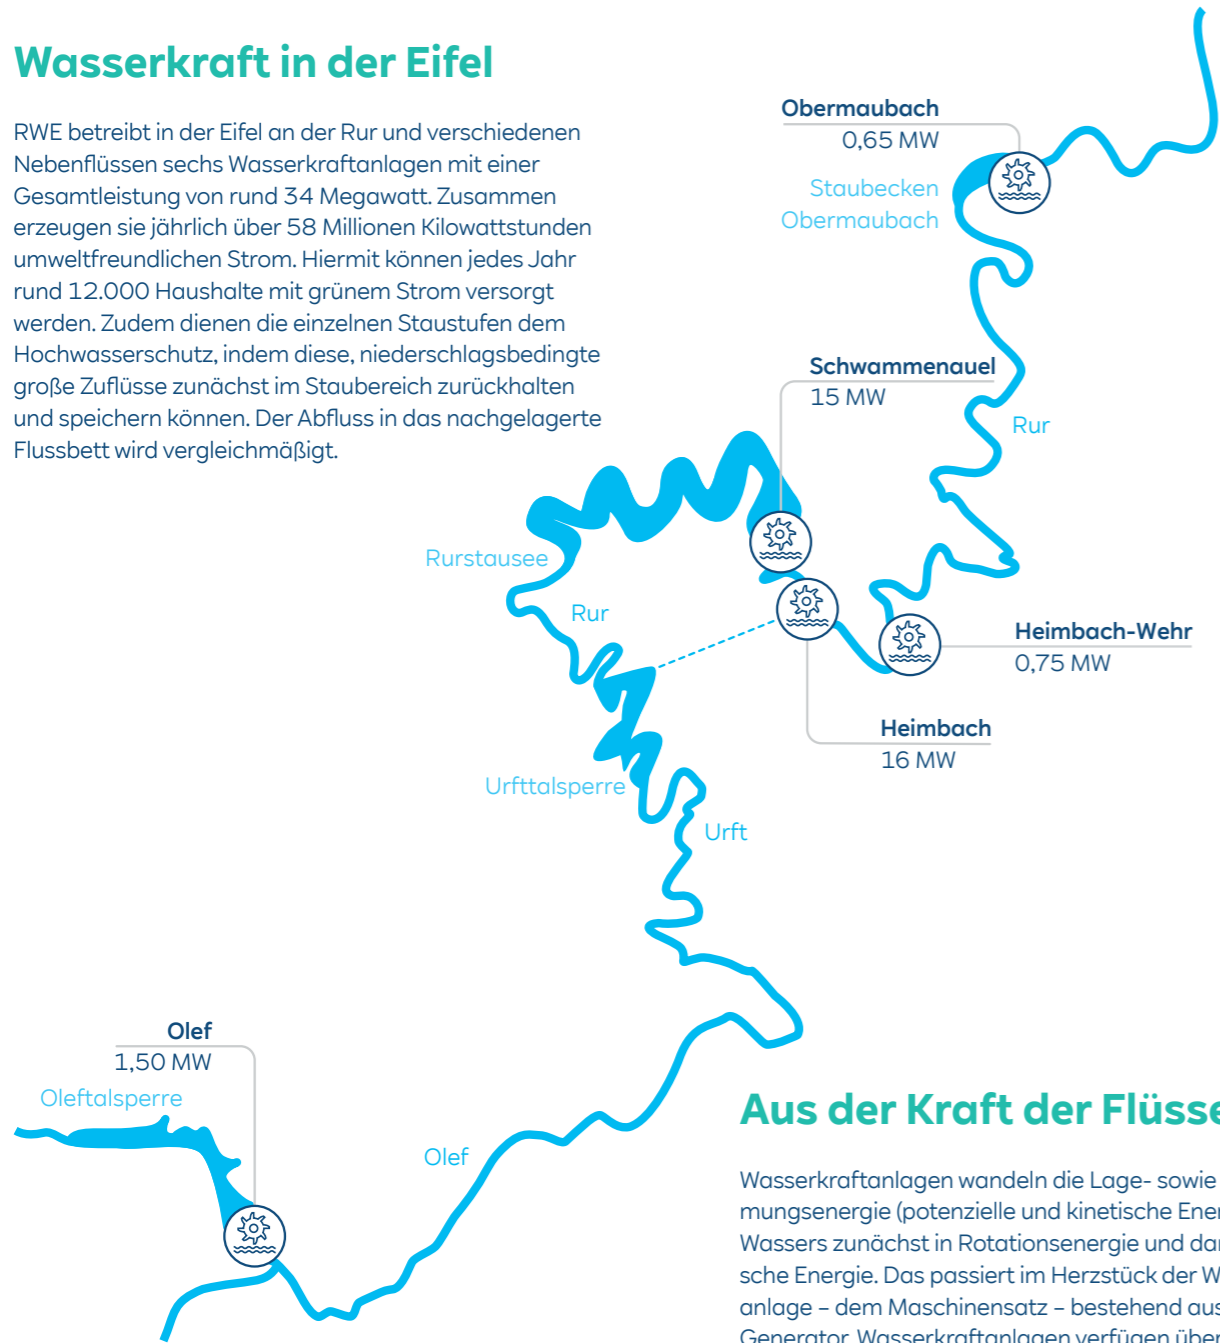 Wasserkraft in der Eifel
RWE betreibt in der Eifel an der Rur und verschiedenen
Nebenflüssen sechs Wasserkraftanlagen mit einer
Gesamtleistung von rund 34 Megawatt. Zusammen
erzeugen sie jährlich über 58 Millionen Kilowattstunden
umweltfreundlichen Strom. Hiermit können jedes Jahr
rund 12.000 Haushalte mit grünem Strom versorgt
werden. Zudem dienen die einzelnen Staustufen dem
Hochwasserschutz, indem diese, niederschlagsbedingte
große Zuflüsse zunächst im Staubereich zurückhalten
und speichern können. Der Abfluss in das nachgelagerte
Flussbett wird vergleichmäßigt.
Obermaubach
0,65 MW
Staubecken
Obermaubach
Schwammenauel
15 MW
Rur
Rurstausee
Rur
Heimbach-Wehr
0,75 MW
Heimbach
16 MW
Urfttalsperre
Urft
Olef
1,50 MW
Oleftalsperre
Olef
Aus der Kraft der Flüsse
Wasserkraftanlagen wandeln die Lage- sowie
mungsenergie (potenzielle und kinetische Ener
Wassers zunächst in Rotationsenergie und dar
sche Energie. Das passiert im Herzstück der W
anlage – dem Maschinensatz – bestehend aus
Generator. Wasserkraftanlagen verfügen über